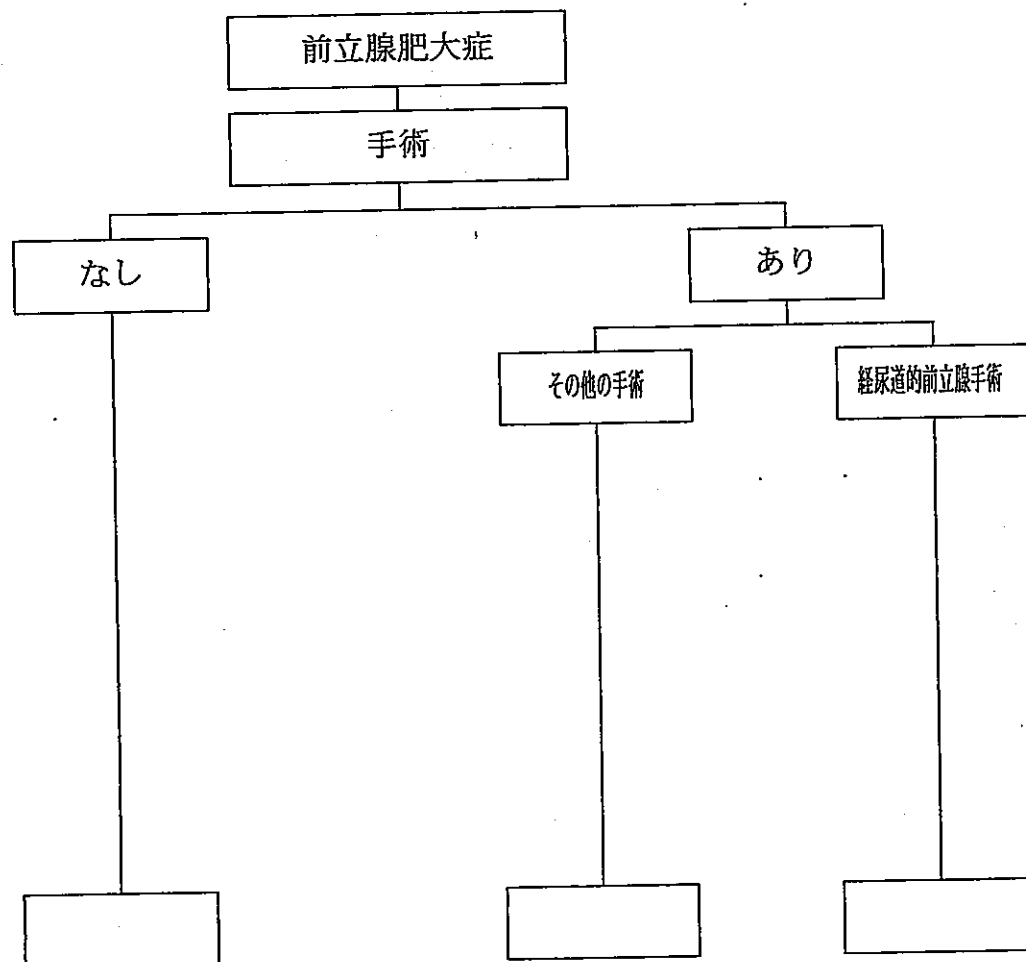 前立腺肥大症
手術
なし
あり
その他の手術
経尿道的前立腺手術